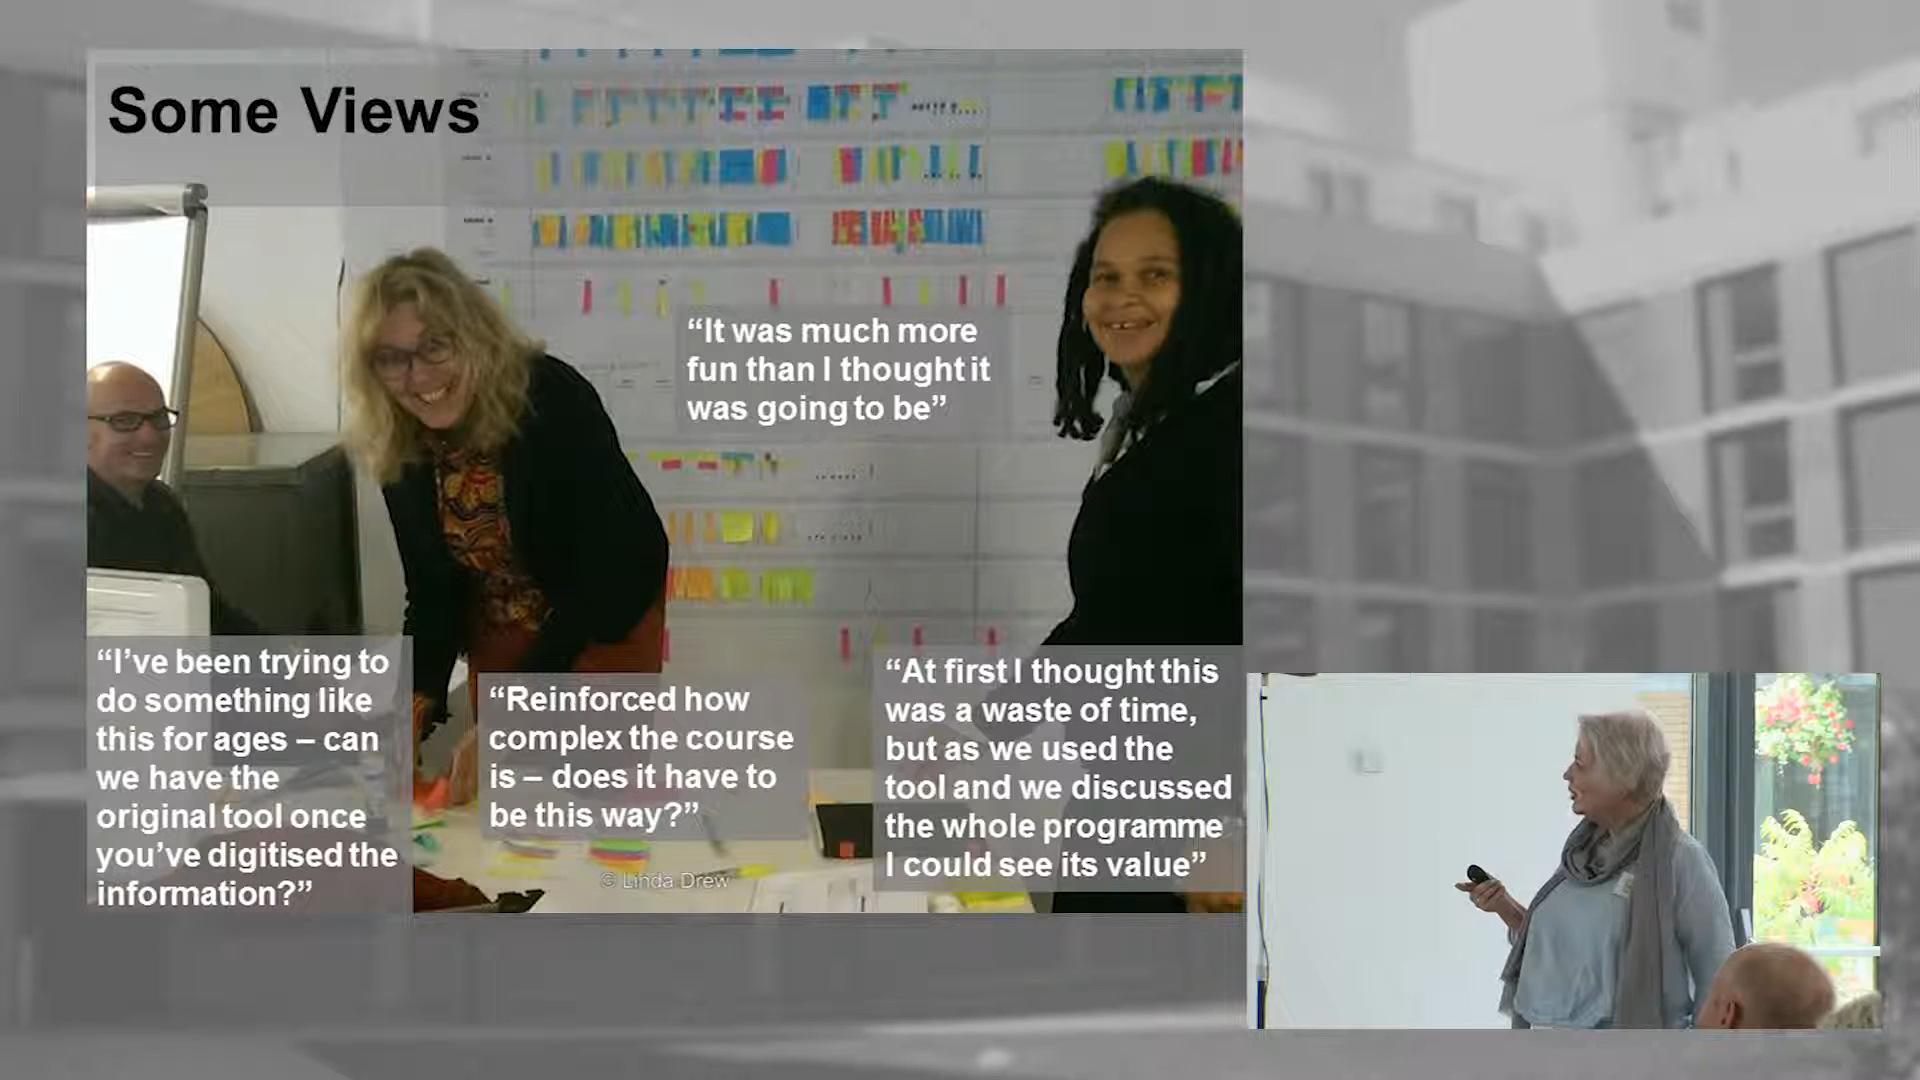 Some Views
“It was much more
fun than I thought it
was going to be”
“I’ve been trying to
do something like
this for ages – can
we have the
original tool once
you’ve digitised the
information?”
“Reinforced how
complex the course
is – does it have to
be this way?”
“At first I thought this
was a waste of time,
but as we used the
tool and we discussed
the whole programme
I could see its value”
© Linda Drew